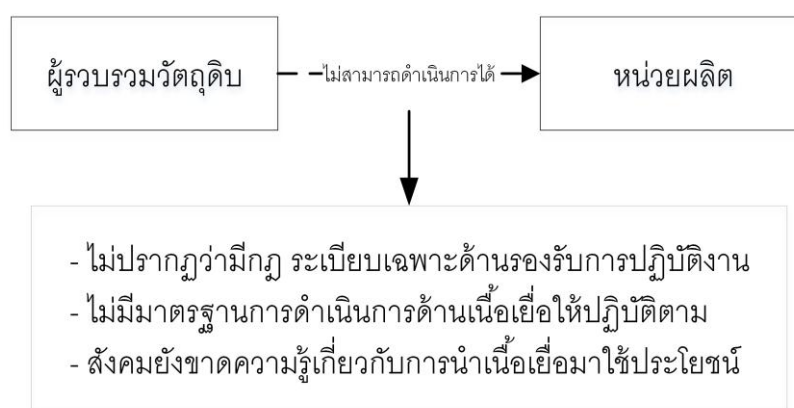 ผู้รวบรวมวัตถุดิบ
ไม่สามารถดำเนินการได้
หน่วยผลิต
- ไม่ปรากฏว่ามีกฎ ระเบียบเฉพาะด้านรองรับการปฏิบัติงาน
- ไม่มีมาตรฐานการดำเนินการด้านเนื้อเยื่อให้ปฏิบัติตาม
- สังคมยังขาดความรู้เกี่ยวกับการนำเนื้อเยื่อมาใช้ประโยชน์